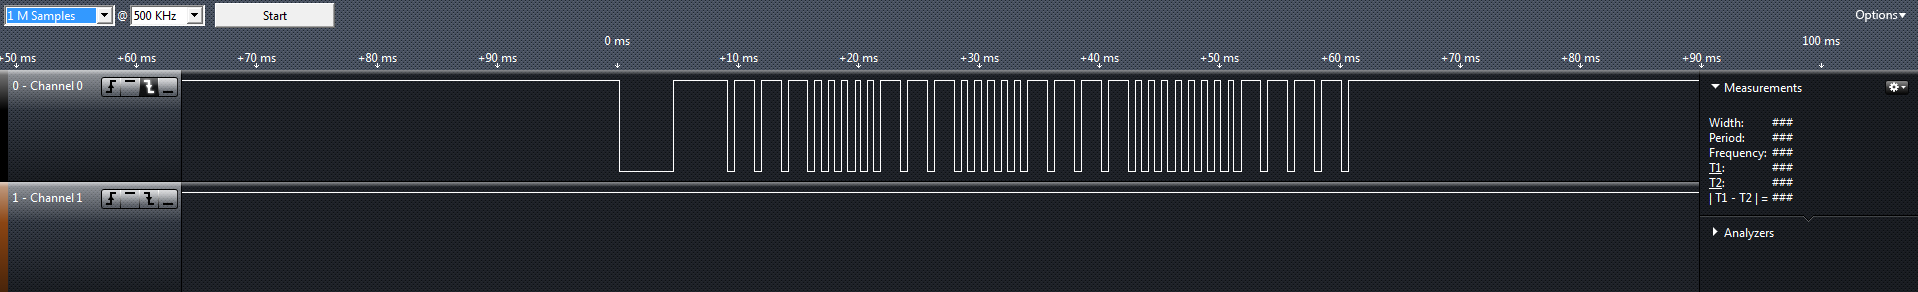 1 M Samples @ 500 KHz Start Options
0 ms 100 ms
+50 ms +60 ms +70 ms +80 ms +90 ms +10 ms +20 ms +30 ms +40 ms +50 ms +60 ms +70 ms +80 ms +90 ms
0 - Channel 0
Measurements
Width: ###
Period: ###
Frequency: ###
T1: ###
T2: ###
| T1 - T2 | = ###
1 - Channel 1
Analyzers